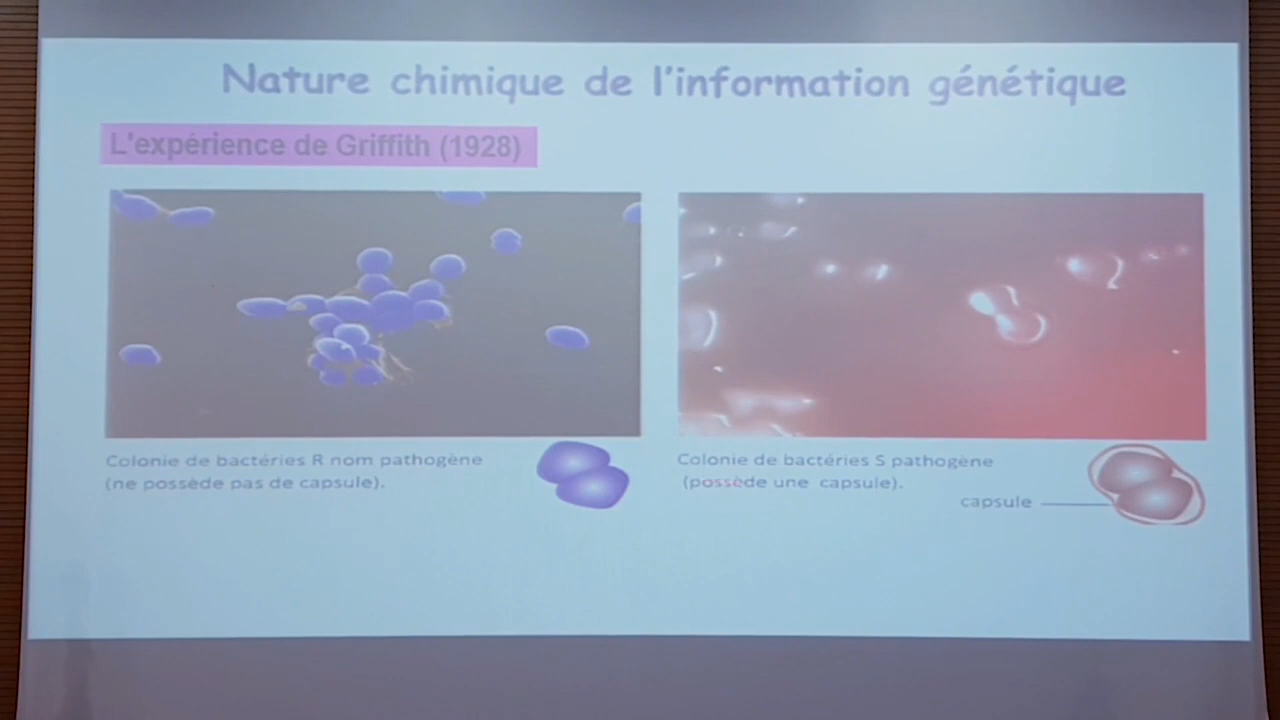 Nature chimique de l'information génétique
L'expérience de Griffith (1928)
Colonie de bactéries R nom pathogène
(ne possède pas de capsule).
Colonie de bactéries S pathogène
(possède une capsule).
capsule